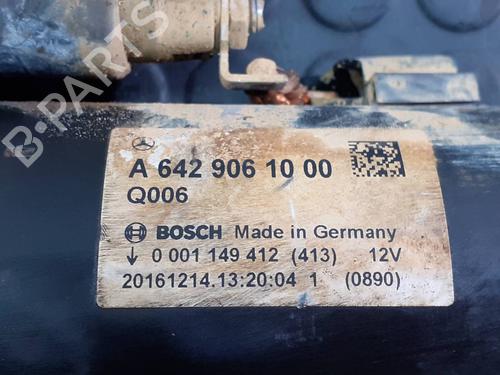 B-PARTS
A 642 906 10 00
Q006
BOSCH Made in Germany
↓ 0 001 149 412 (413) 12V
20161214.13:20:04 1 (0890)